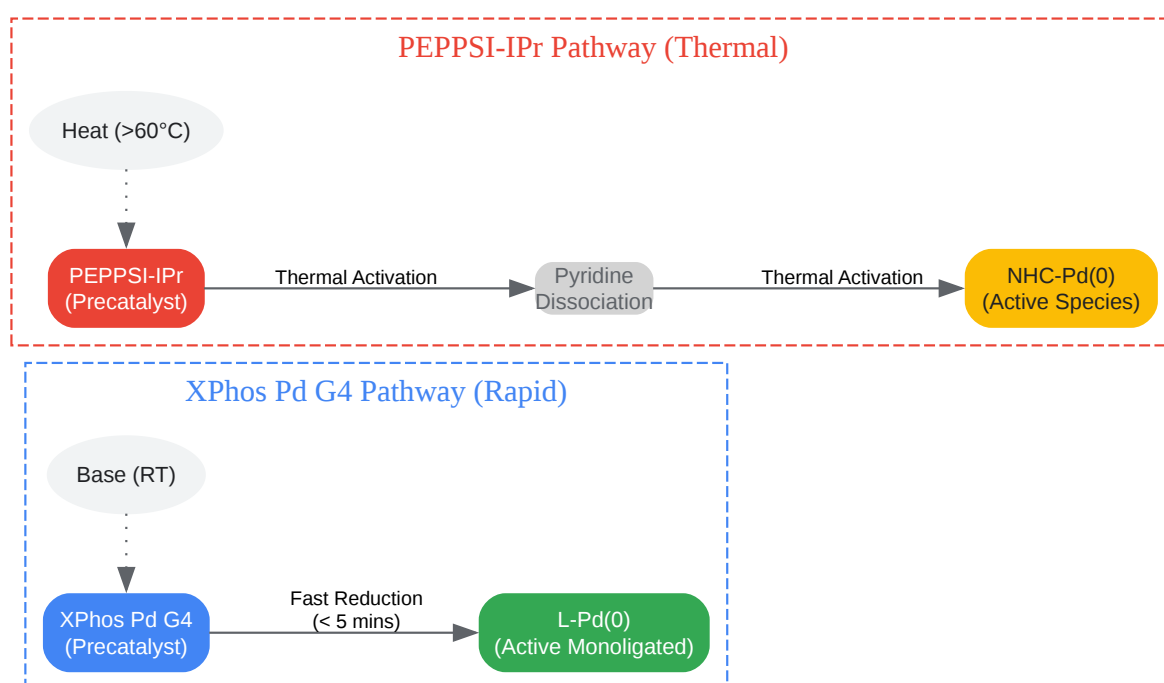 PEPPSI-IPr Pathway (Thermal)
Heat (>60°C)
PEPPSI-IPr
(Precatalyst)
Thermal Activation
Pyridine
Dissociation
Thermal Activation
NHC-Pd(0)
(Active Species)
XPhos Pd G4 Pathway (Rapid)
Base (RT)
XPhos Pd G4
(Precatalyst)
Fast Reduction
(< 5 mins)
L-Pd(0)
(Active Monoligated)